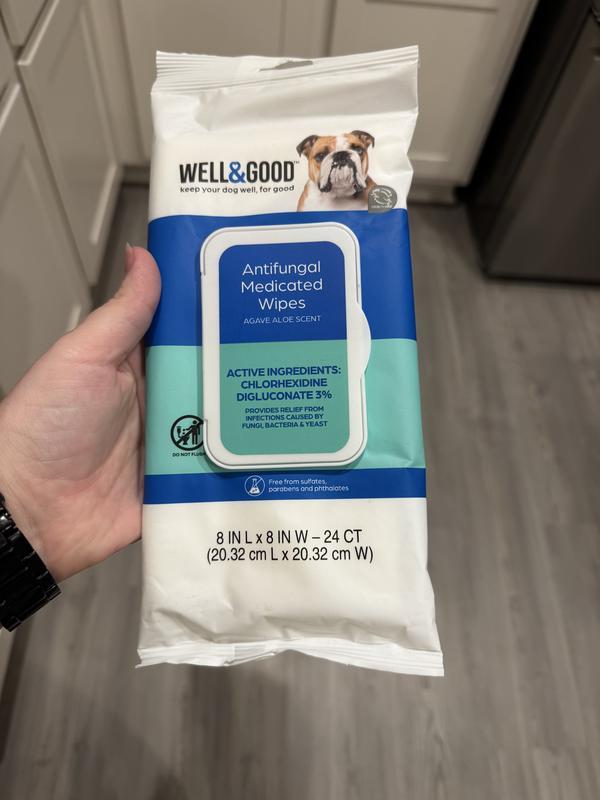 WELL&GOOD™
keep your dog well, for good
Antifungal
Medicated
Wipes
AGAVE ALOE SCENT
ACTIVE INGREDIENTS:
CHLORHEXIDINE
DIGLUCONATE 3%
PROVIDES RELIEF FROM
INFECTIONS CAUSED BY
FUNGI, BACTERIA & YEAST
DO NOT FLUSH
Free from sulfates,
parabens and phthalates
8 IN L x 8 IN W – 24 CT
(20.32 cm L x 20.32 cm W)